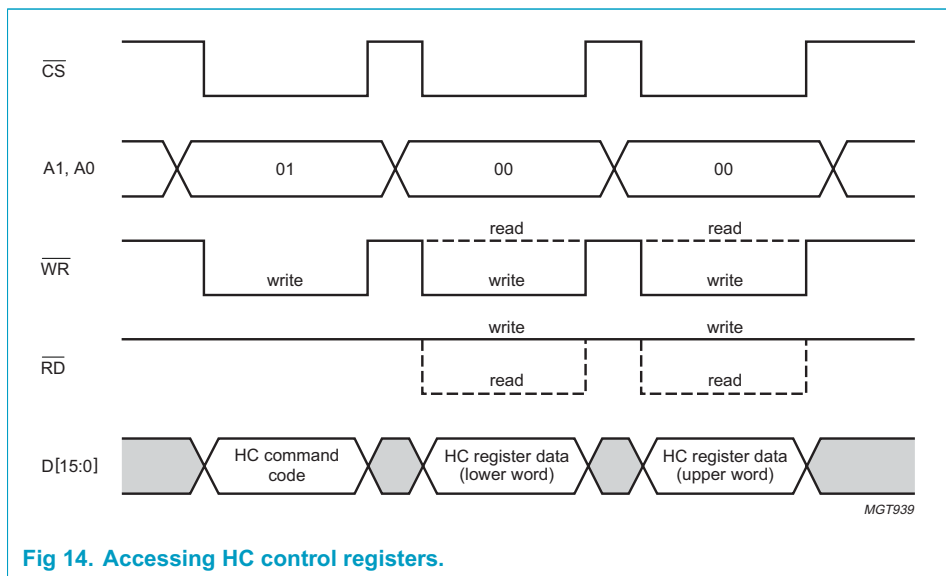 CS
A1, A0
01
00
00
read
read
WR
write
write
write
write
write
RD
read
read
D[15:0]
HC command
code
HC register data
(lower word)
HC register data
(upper word)
MGT939
Fig 14. Accessing HC control registers.